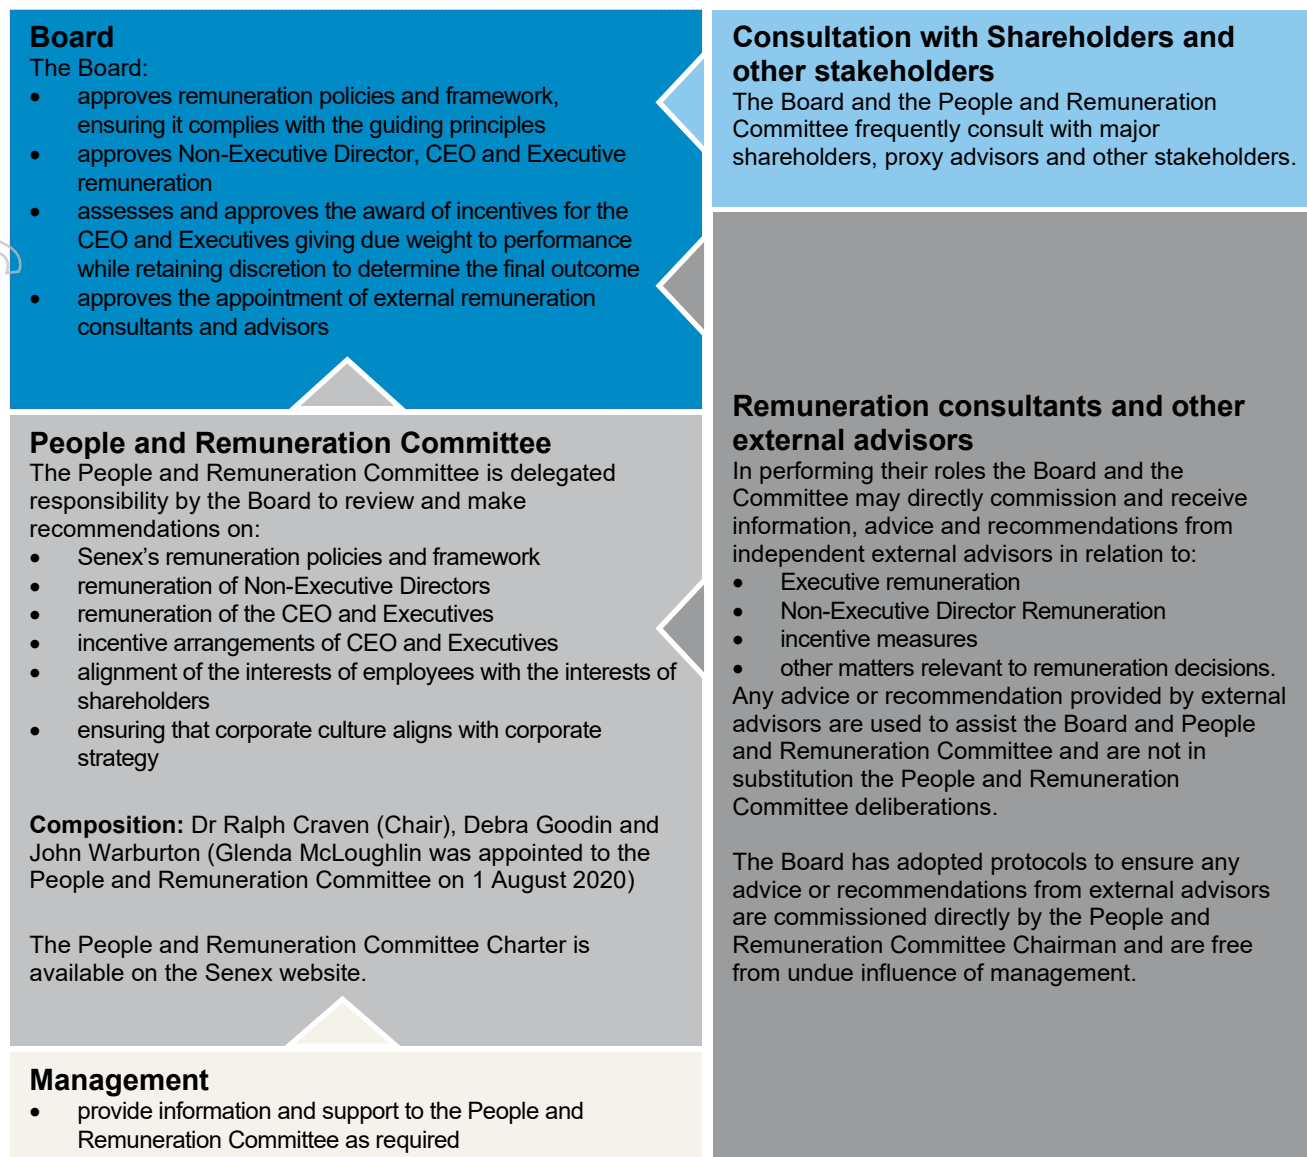 Board
The Board:
• approves remuneration policies and framework,
ensuring it complies with the guiding principles
• approves Non-Executive Director, CEO and Executive
remuneration
• assesses and approves the award of incentives for the
CEO and Executives giving due weight to performance
while retaining discretion to determine the final outcome
• approves the appointment of external remuneration
consultants and advisors
People and Remuneration Committee
The People and Remuneration Committee is delegated
responsibility by the Board to review and make
recommendations on:
• Senex’s remuneration policies and framework
• remuneration of Non-Executive Directors
• remuneration of the CEO and Executives
• incentive arrangements of CEO and Executives
• alignment of the interests of employees with the interests of
shareholders
• ensuring that corporate culture aligns with corporate
strategy
Composition: Dr Ralph Craven (Chair), Debra Goodin and
John Warburton (Glenda McLoughlin was appointed to the
People and Remuneration Committee on 1 August 2020)
The People and Remuneration Committee Charter is
available on the Senex website.
Management
• provide information and support to the People and
Remuneration Committee as required
Consultation with Shareholders and
other stakeholders
The Board and the People and Remuneration
Committee frequently consult with major
shareholders, proxy advisors and other stakeholders.
Remuneration consultants and other
external advisors
In performing their roles the Board and the
Committee may directly commission and receive
information, advice and recommendations from
independent external advisors in relation to:
• Executive remuneration
• Non-Executive Director Remuneration
• incentive measures
• other matters relevant to remuneration decisions.
Any advice or recommendation provided by external
advisors are used to assist the Board and People
and Remuneration Committee and are not in
substitution the People and Remuneration
Committee deliberations.
The Board has adopted protocols to ensure any
advice or recommendations from external advisors
are commissioned directly by the People and
Remuneration Committee Chairman and are free
from undue influence of management.